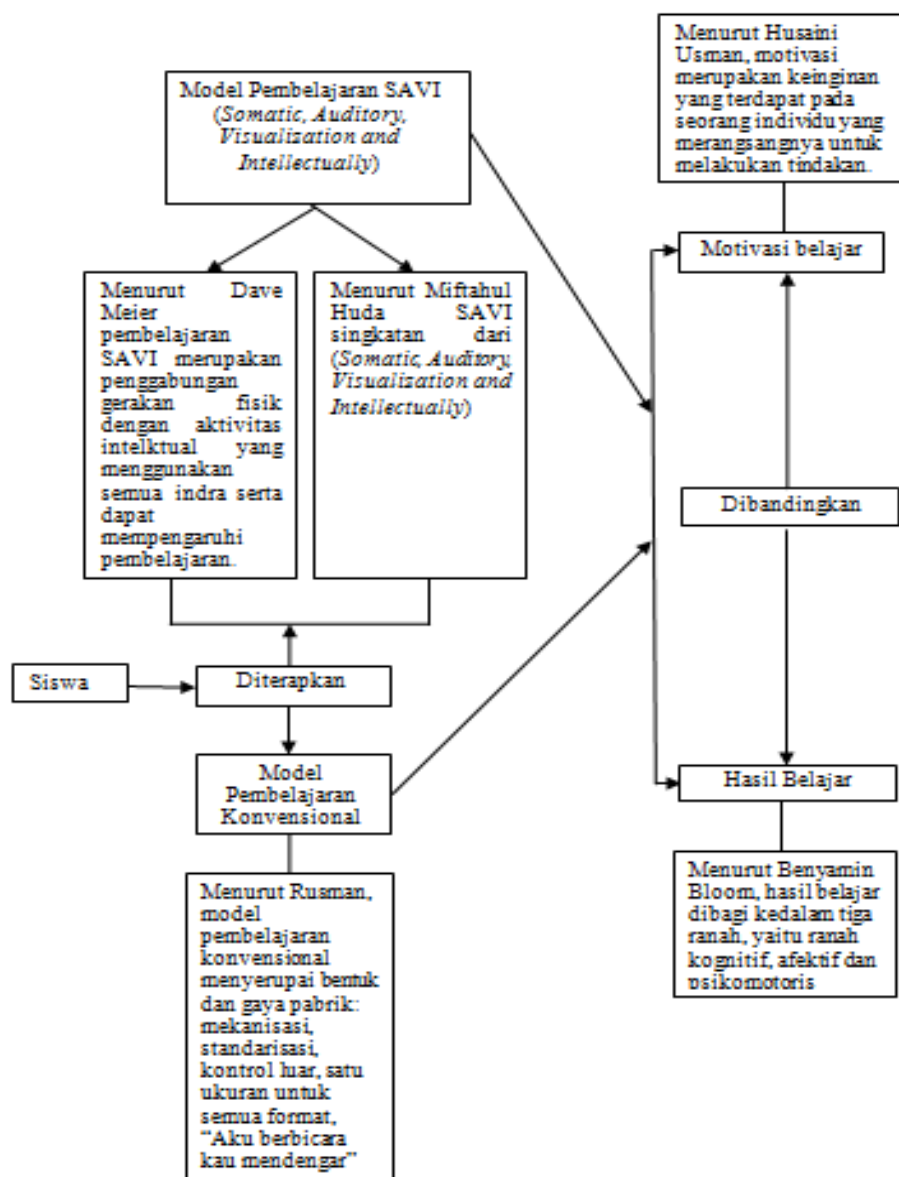 Model Pembelajaran SAVI
(Somatic, Auditory,
Visualization and
Intellectually)
Menurut Husaini
Usman, motivasi
merupakan keinginan
yang terdapat pada
seorang individu yang
merangsangnya untuk
melakukan tindakan.
Motivasi belajar
Menurut Dave
Meier
pembelajaran
SAVI merupakan
penggabungan
gerakan fisik
dengan aktivitas
intelktual yang
menggunakan
semua indra serta
dapat
mempengaruhi
pembelajaran.
Menurut Miftahul
Huda SAVI
singkatan dari
(Somatic, Auditory,
Visualization and
Intellectually)
Dibandingkan
Siswa
Diterapkan
Model
Pembelajaran
Konvensional
Hasil Belajar
Menurut Rusman,
model
pembelajaran
konvensional
menyerupai bentuk
dan gaya pabrik:
mekanisasi,
standarisasi,
kontrol luar, satu
ukuran untuk
semua format,
“Aku berbicara
kau mendengar”
Menurut Benyamin
Bloom, hasil belajar
dibagi kedalam tiga
ranah, yaitu ranah
kognitif, afektif dan
psikomotoris